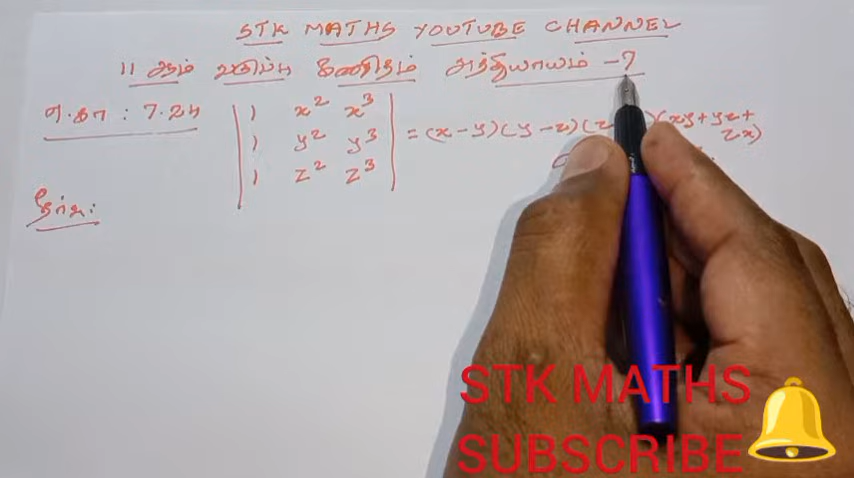 STK MATHS YOUTUBE CHANNEL
11 ஆம் வகுப்பு கணிதம் அத்தியாயம் -7
எ.கா : 7.24
| 1 x² x³ |
| 1 y² y³ | = (x-y)(y-z)(z (xy+yz+
zx)
| 1 z² z³ |
தீர்வு:
STK MATHS
SUBSCRIBE